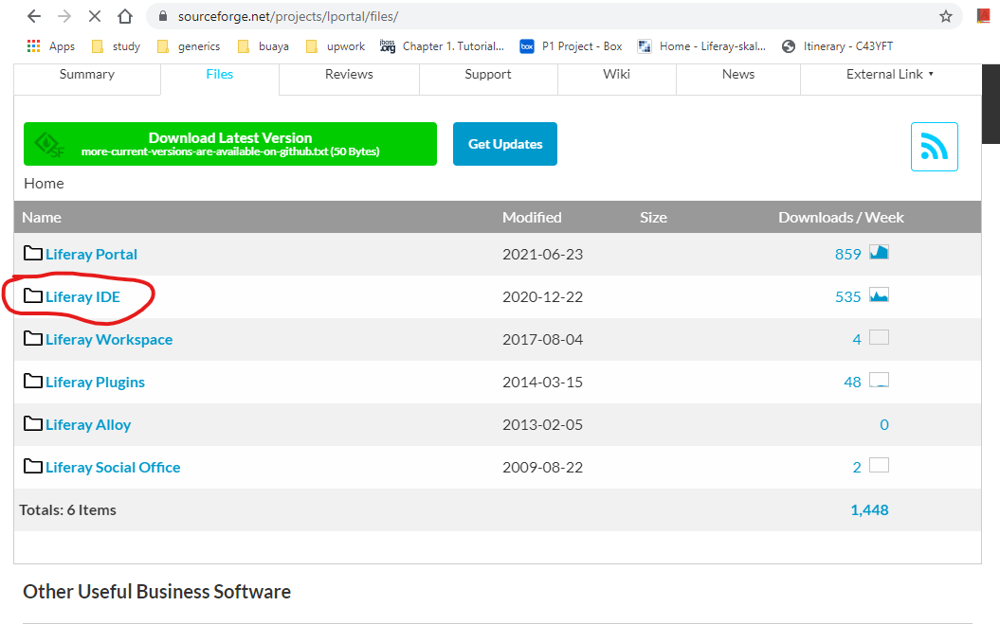 sourceforge.net/projects/lportal/files/
Apps study generics buaya upwork jboss.org Chapter 1. Tutorial... box P1 Project - Box Home - Liferay-skal... Itinerary - C43YFT
Summary Files Reviews Support Wiki News External Link
Download Latest Version
more-current-versions-are-available-on-github.txt (50 Bytes)
SF
Get Updates
Home
Name Modified Size Downloads / Week
Liferay Portal 2021-06-23 859
Liferay IDE 2020-12-22 535
Liferay Workspace 2017-08-04 4
Liferay Plugins 2014-03-15 48
Liferay Alloy 2013-02-05 0
Liferay Social Office 2009-08-22 2
Totals: 6 Items 1,448
Other Useful Business Software